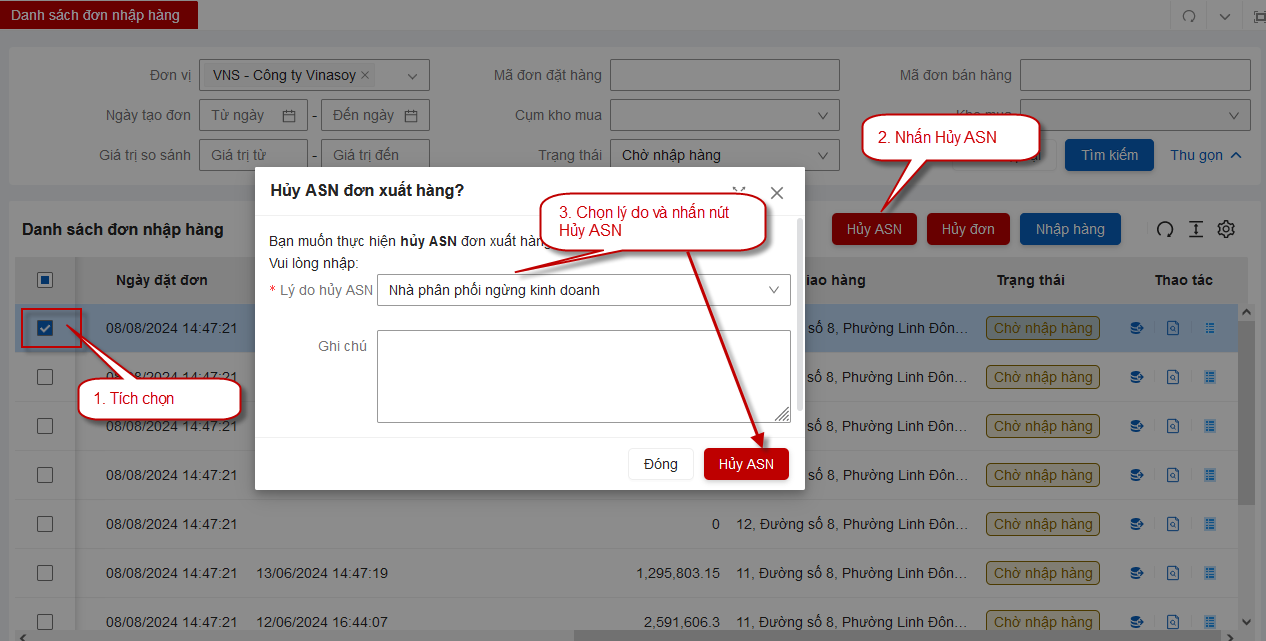 Danh sách đơn nhập hàng
Đơn vị VNS - Công ty Vinasoy Mã đơn đặt hàng Mã đơn bán hàng
Ngày tạo đơn Từ ngày - Đến ngày Cụm kho mua Kho mua
Giá trị so sánh Giá trị từ - Giá trị đến Trạng thái Chờ nhập hàng Tìm kiếm Thu gọn
2. Nhấn Hủy ASN
Danh sách đơn nhập hàng Hủy ASN Hủy đơn Nhập hàng
Hủy ASN đơn xuất hàng?
3. Chọn lý do và nhấn nút
Hủy ASN
Bạn muốn thực hiện hủy ASN đơn xuất hàng
Vui lòng nhập:
* Lý do hủy ASN Nhà phân phối ngừng kinh doanh
Ghi chú
Đóng Hủy ASN
Ngày đặt đơn iao hàng Trạng thái Thao tác
08/08/2024 14:47:21 số 8, Phường Linh Đôn... Chờ nhập hàng
08/08/2024 14:47:21 số 8, Phường Linh Đôn... Chờ nhập hàng
1. Tích chọn
08/08/2024 14:47:21 số 8, Phường Linh Đôn... Chờ nhập hàng
08/08/2024 14:47:21 số 8, Phường Linh Đôn... Chờ nhập hàng
08/08/2024 14:47:21 0 12, Đường số 8, Phường Linh Đôn... Chờ nhập hàng
08/08/2024 14:47:21 13/06/2024 14:47:19 1,295,803.15 11, Đường số 8, Phường Linh Đôn... Chờ nhập hàng
08/08/2024 14:47:21 12/06/2024 16:44:07 2,591,606.3 11, Đường số 8, Phường Linh Đôn... Chờ nhập hàng